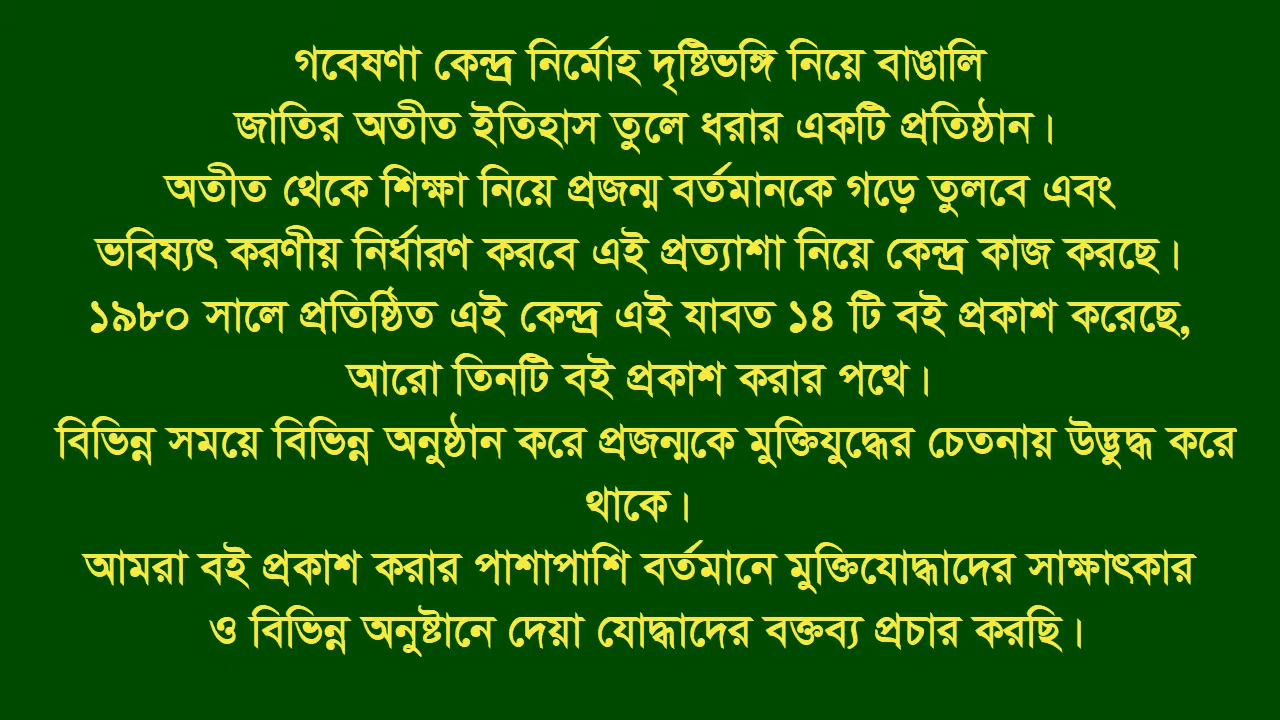 গবেষণা কেন্দ্র নির্মোহ দৃষ্টিভঙ্গি নিয়ে বাঙালি
জাতির অতীত ইতিহাস তুলে ধরার একটি প্রতিষ্ঠান।
অতীত থেকে শিক্ষা নিয়ে প্রজন্ম বর্তমানকে গড়ে তুলবে এবং
ভবিষ্যৎ করণীয় নির্ধারণ করবে এই প্রত্যাশা নিয়ে কেন্দ্র কাজ করছে।
১৯৮০ সালে প্রতিষ্ঠিত এই কেন্দ্র এই যাবত ১৪ টি বই প্রকাশ করেছে,
আরো তিনটি বই প্রকাশ করার পথে।
বিভিন্ন সময়ে বিভিন্ন অনুষ্ঠান করে প্রজন্মকে মুক্তিযুদ্ধের চেতনায় উদ্ভুদ্ধ করে
থাকে।
আমরা বই প্রকাশ করার পাশাপাশি বর্তমানে মুক্তিযোদ্ধাদের সাক্ষাৎকার
ও বিভিন্ন অনুষ্টানে দেয়া যোদ্ধাদের বক্তব্য প্রচার করছি।